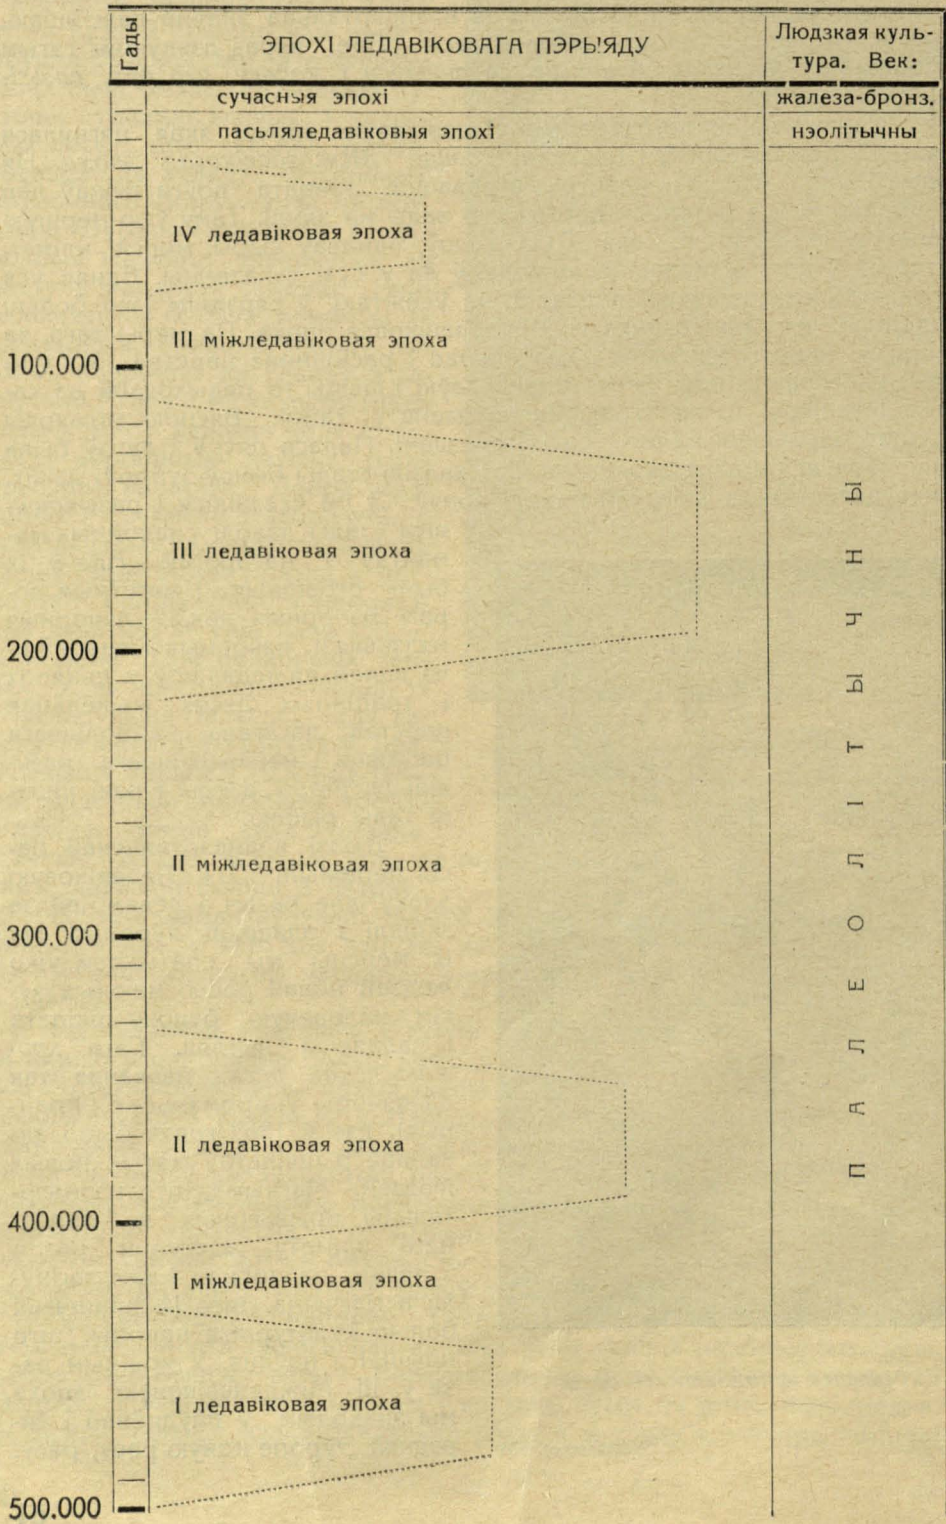 Гады
ЭПОХІ ЛЕДАВІКОВАГА ПЭРЬ!ЯДУ
Людзкая куль-
тура. Век:
сучасныя эпохі
жалеза-бронз.
пасьляледавіковыя эпохі
нэолітычны
IV ледавіковая эпоха
III міжледавіковая эпоха
100.000
III ледавіковая эпоха
200.000
II міжледавіковая эпоха
300.000
II ледавіковая эпоха
400.000
I міжледавіковая эпоха
I ледавіковая эпоха
500.000
ПАЛЕОЛІТЫЧНЫ